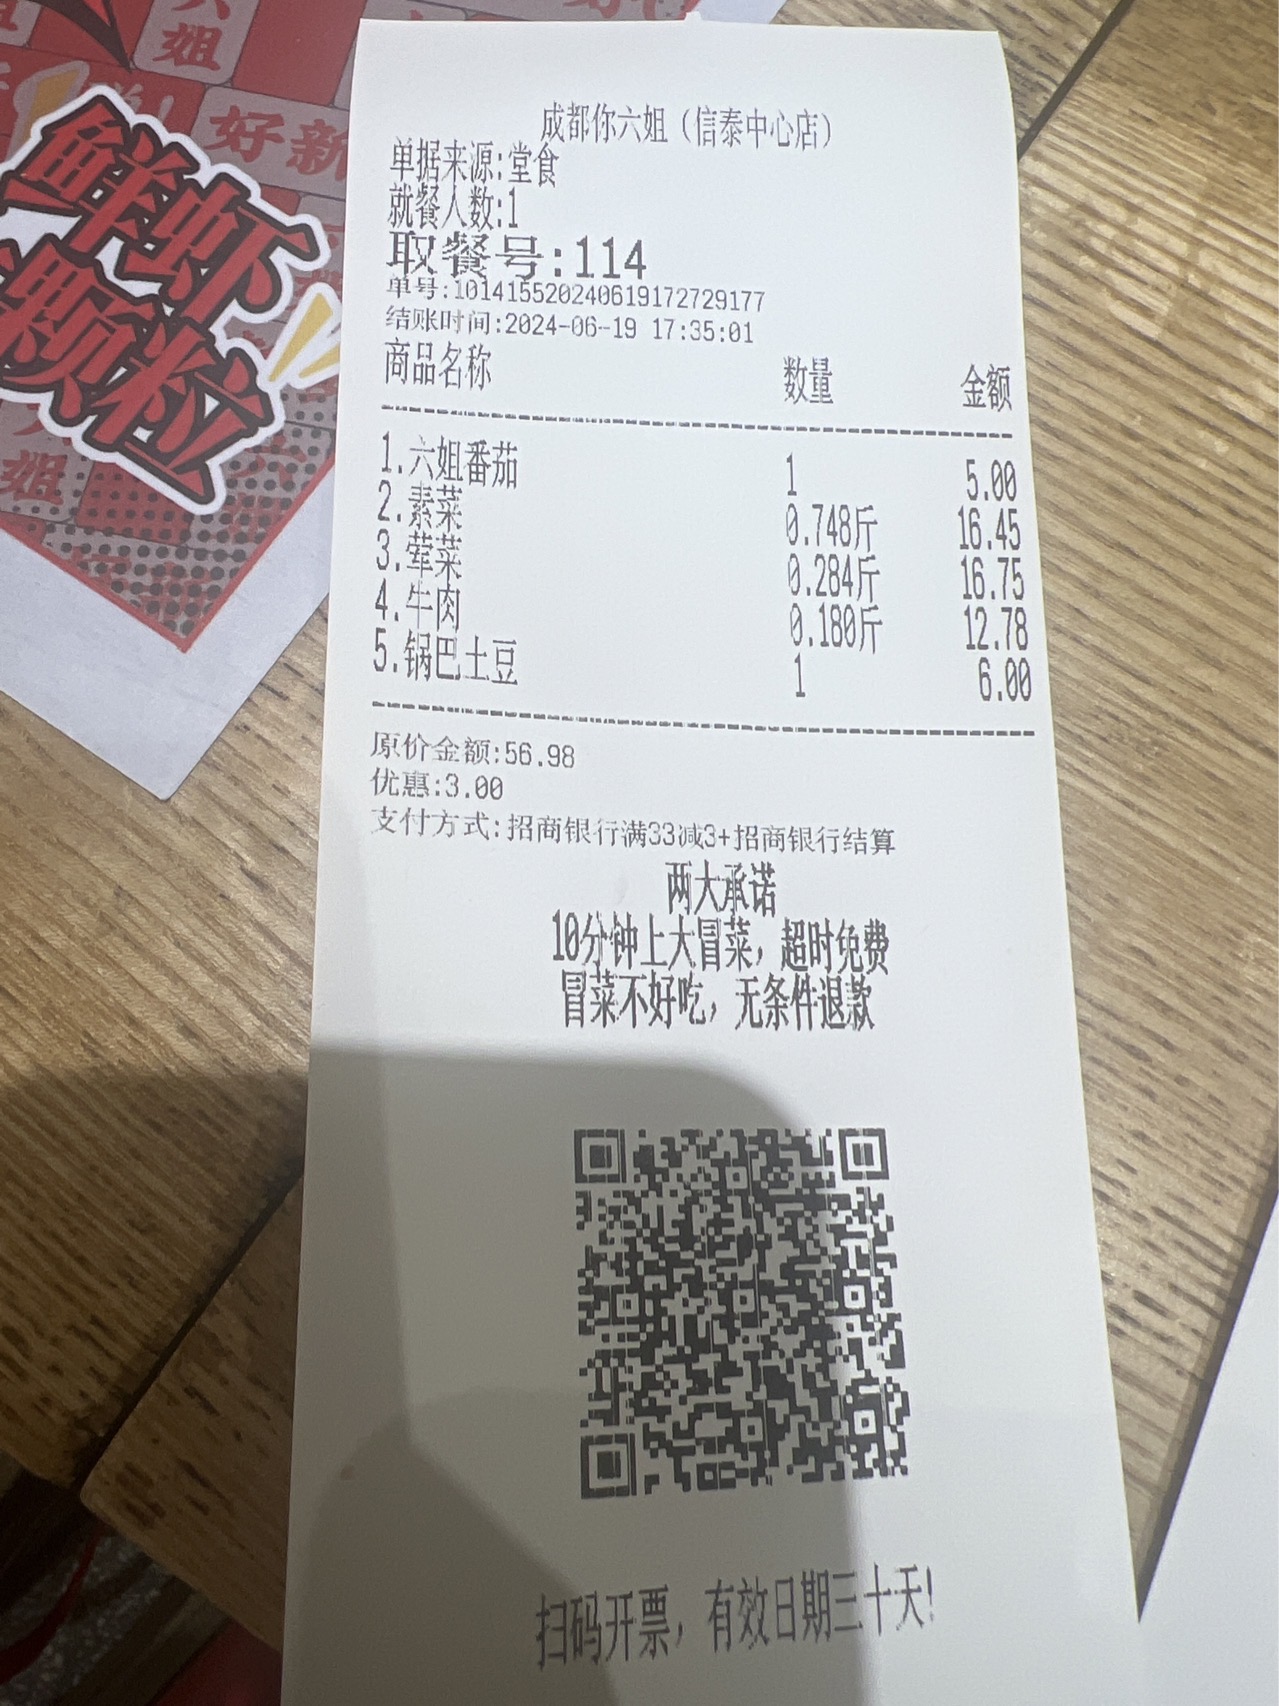 六姐
好新
鲜虾
颗粒
姐
成都你六姐（信泰中心店）
单据来源:堂食
就餐人数:1
取餐号:114
单号:10141552024061917​2729177
结账时间:2024-06-19 17:35:01
商品名称 数量 金额
1.六姐番茄 1 5.00
2.素菜 0.748斤 16.45
3.荤菜 0.284斤 16.75
4.牛肉 0.180斤 12.78
5.锅巴土豆 1 6.00
原价金额:56.98
优惠:3.00
支付方式:招商银行满33减3+招商银行结算
两大承诺
10分钟上大冒菜，超时免费
冒菜不好吃，无条件退款
扫码开票，有效日期三十天!